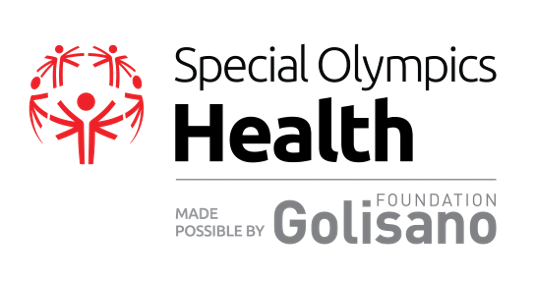 Special Olympics
Health
MADE
POSSIBLE BY
FOUNDATION
Golisano